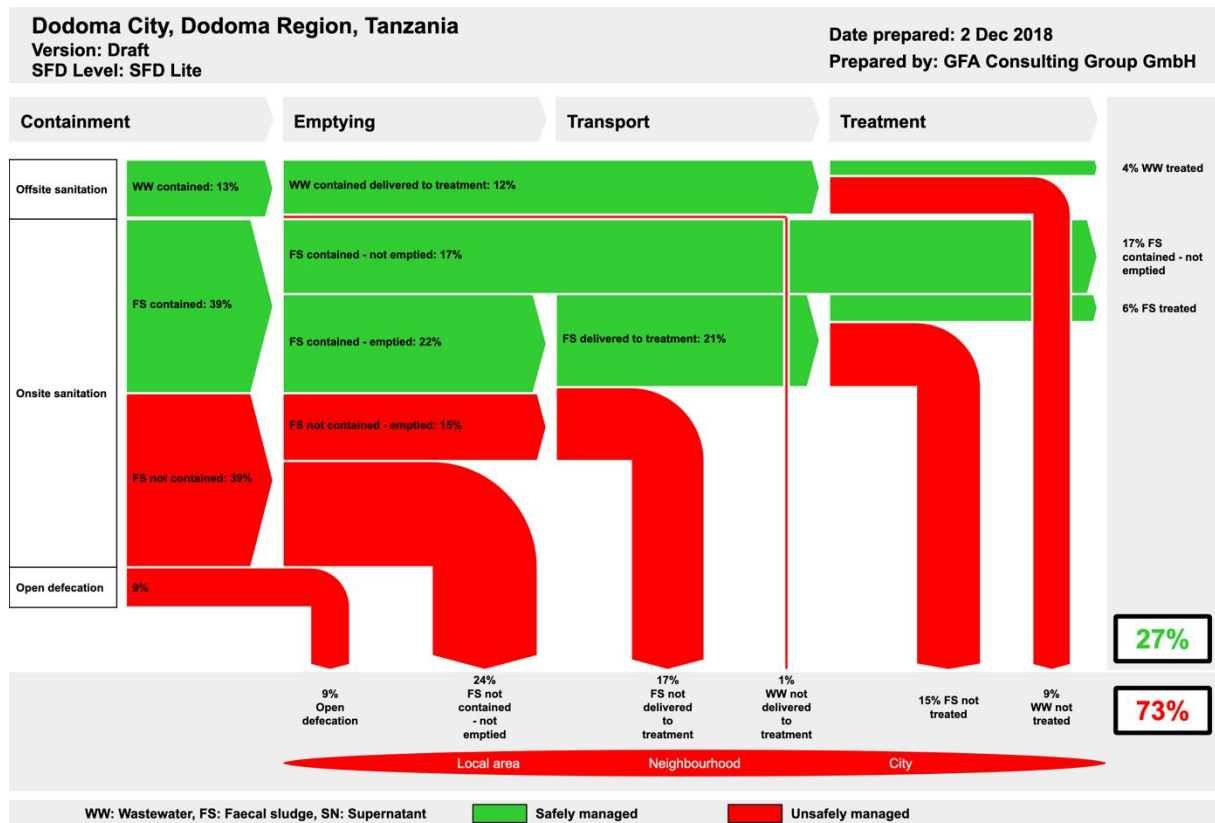 Dodoma City, Dodoma Region, Tanzania
Version: Draft
SFD Level: SFD Lite
Date prepared: 2 Dec 2018
Prepared by: GFA Consulting Group GmbH
Containment
Emptying
Transport
Treatment
Offsite sanitation
WW contained: 13%
WW contained delivered to treatment: 12%
4% WW treated
Onsite sanitation
FS contained: 39%
FS contained - not emptied: 17%
17% FS
contained - not
emptied
FS contained - emptied: 22%
FS delivered to treatment: 21%
6% FS treated
FS not contained: 39%
FS not contained - emptied: 15%
Open defecation
9%
27%
9%
Open
defecation
24%
FS not
contained
- not
emptied
17%
FS not
delivered
to
treatment
1%
WW not
delivered
to
treatment
15% FS not
treated
9%
WW not
treated
73%
Local area
Neighbourhood
City
WW: Wastewater, FS: Faecal sludge, SN: Supernatant
Safely managed
Unsafely managed